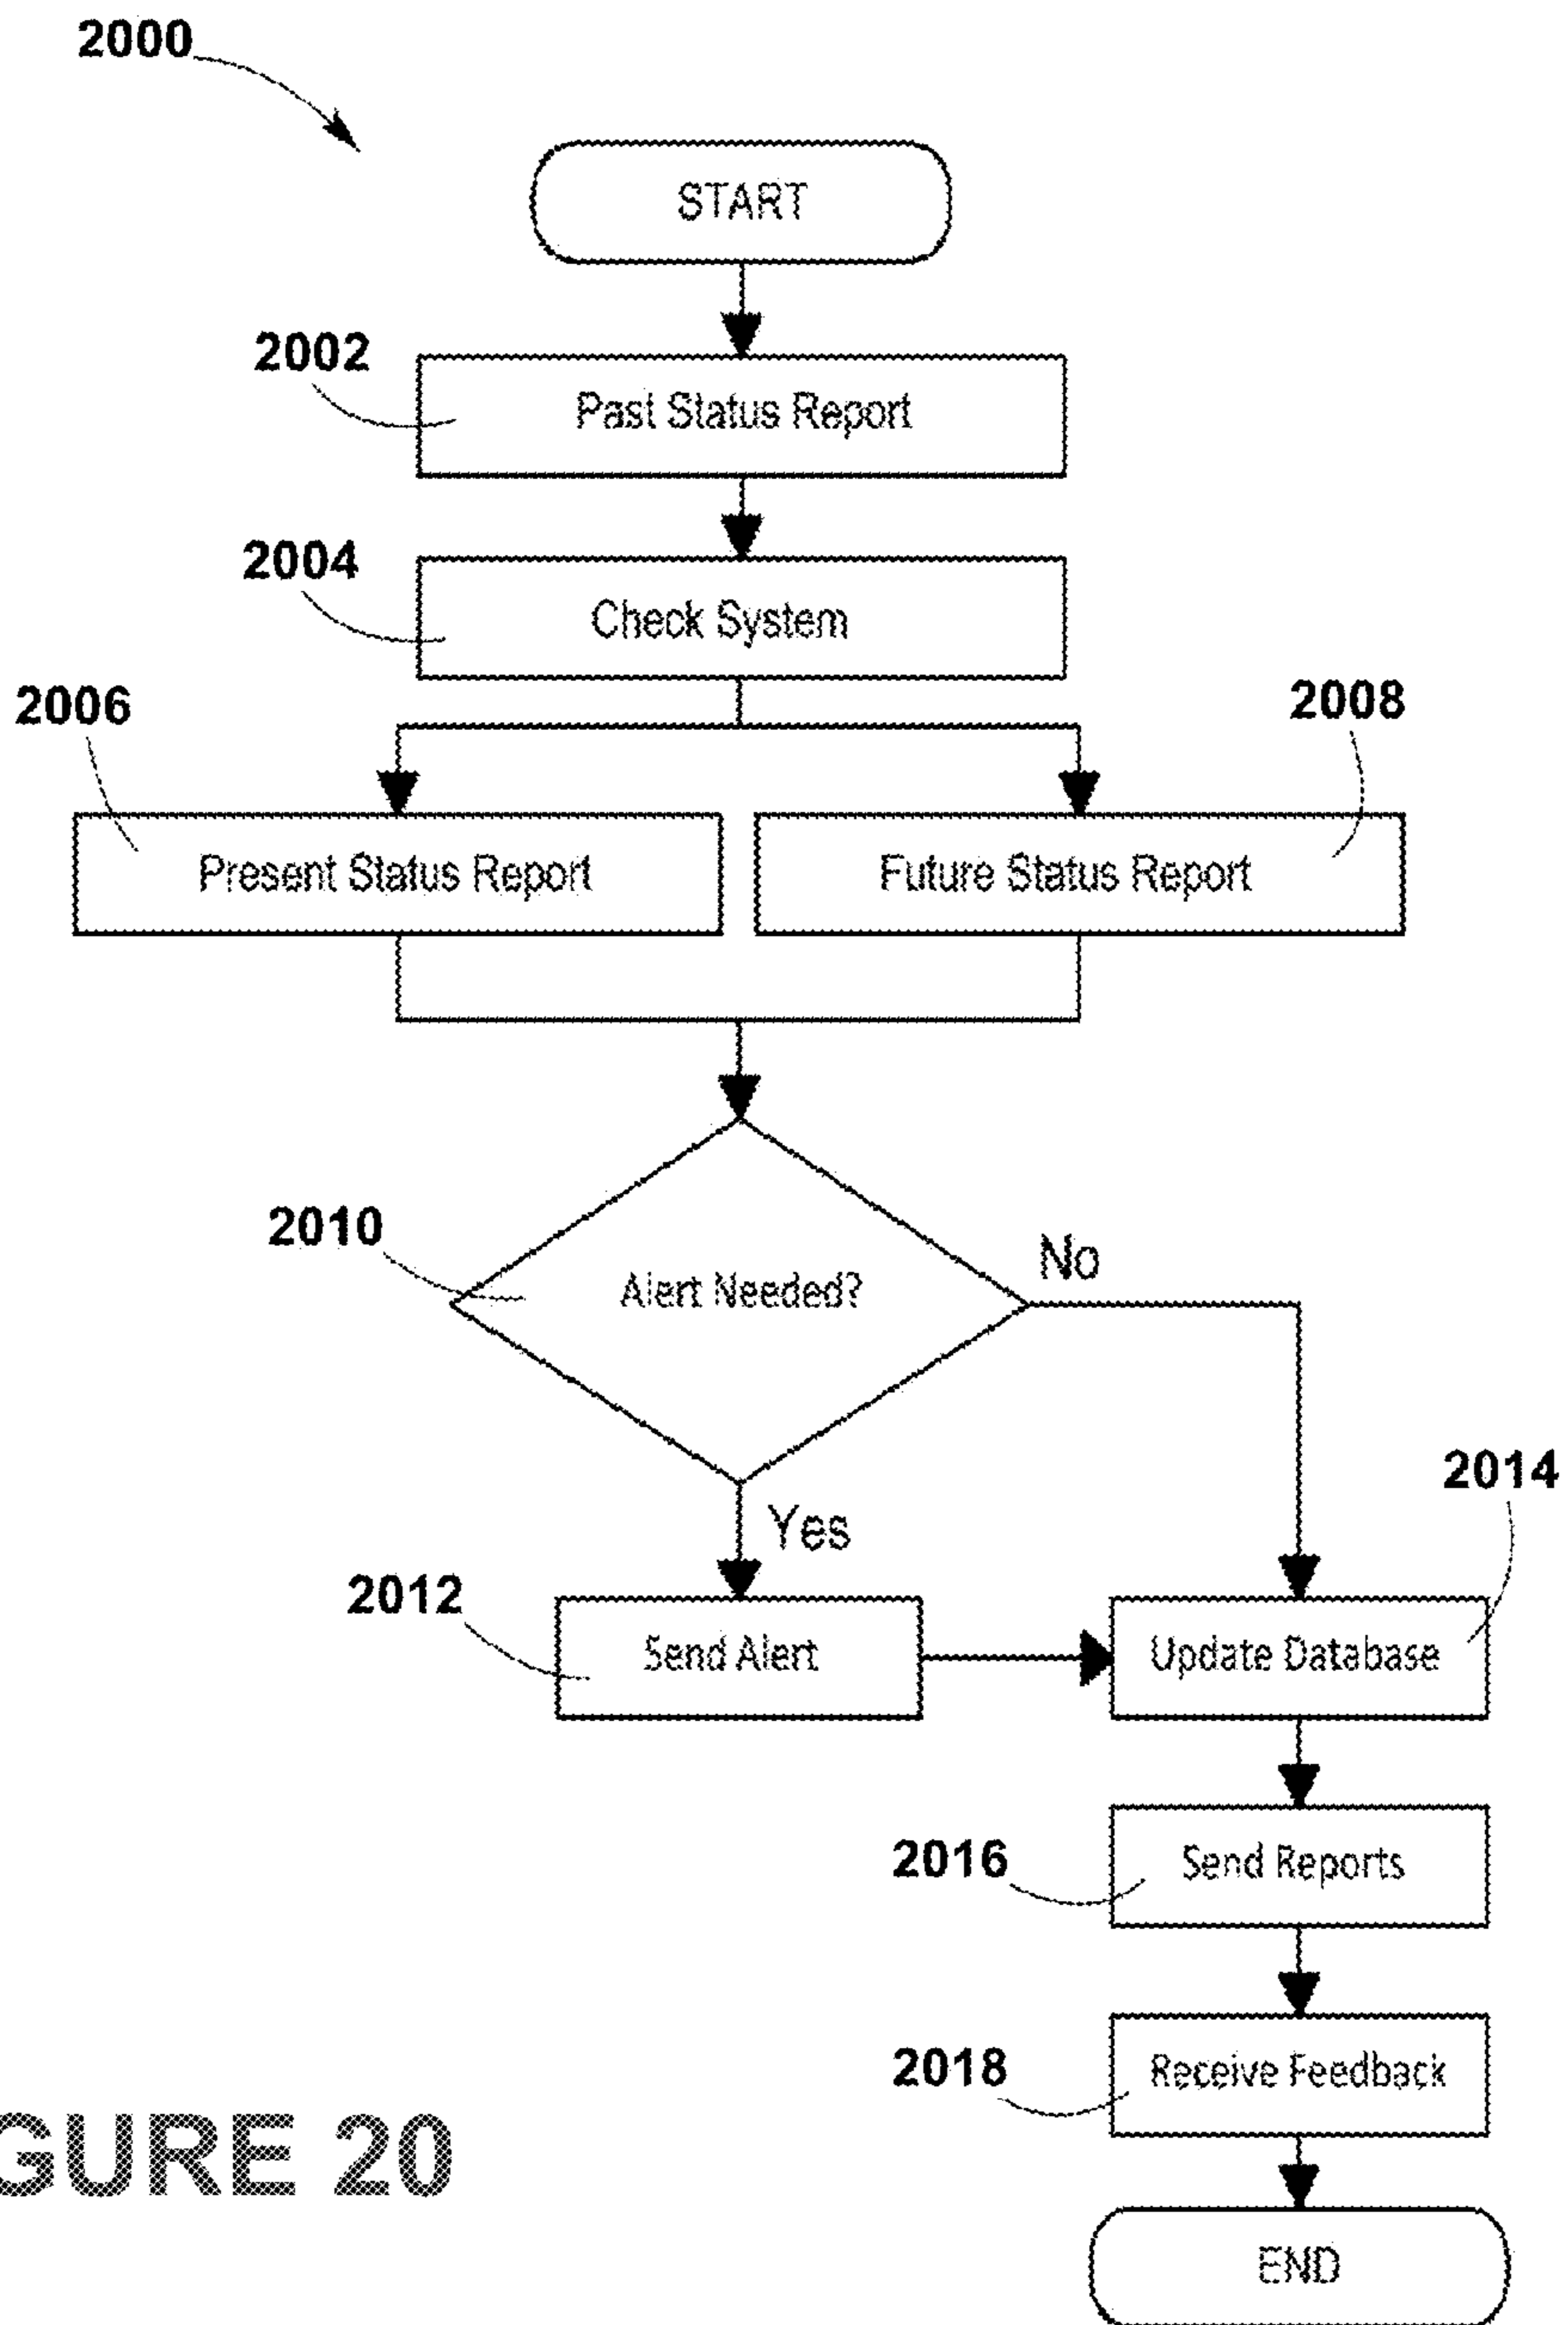 2000
START
2002
Past Status Report
2004
Check System
2006
2008
Present Status Report
Future Status Report
2010
Alert Needed?
No
Yes
2014
2012
Send Alert
Update Database
2016
Send Reports
2018
Receive Feedback
GURE 20
END